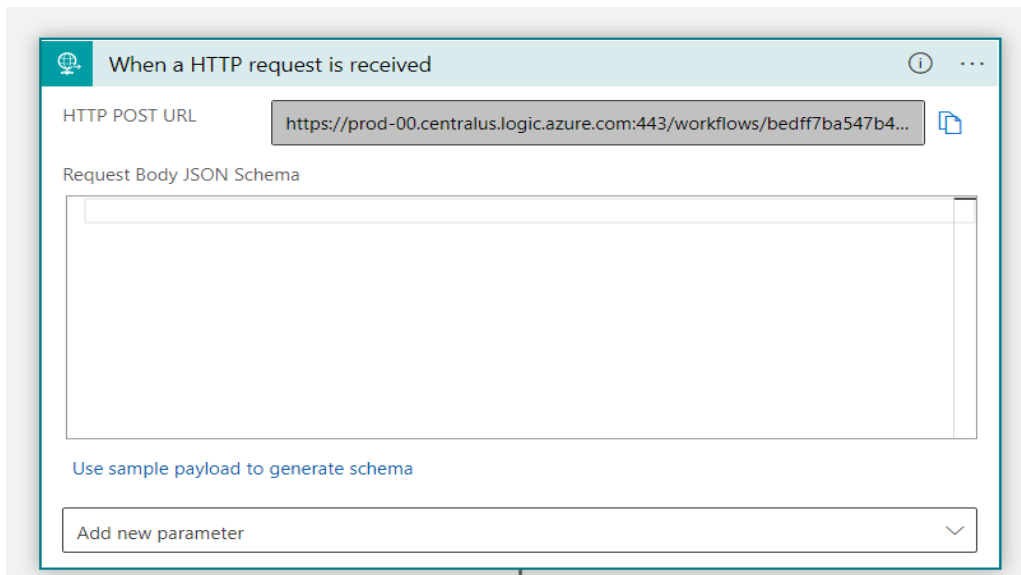 When a HTTP request is received
HTTP POST URL
https://prod-00.centralus.logic.azure.com:443/workflows/bedff7ba547b4...
Request Body JSON Schema
Use sample payload to generate schema
Add new parameter